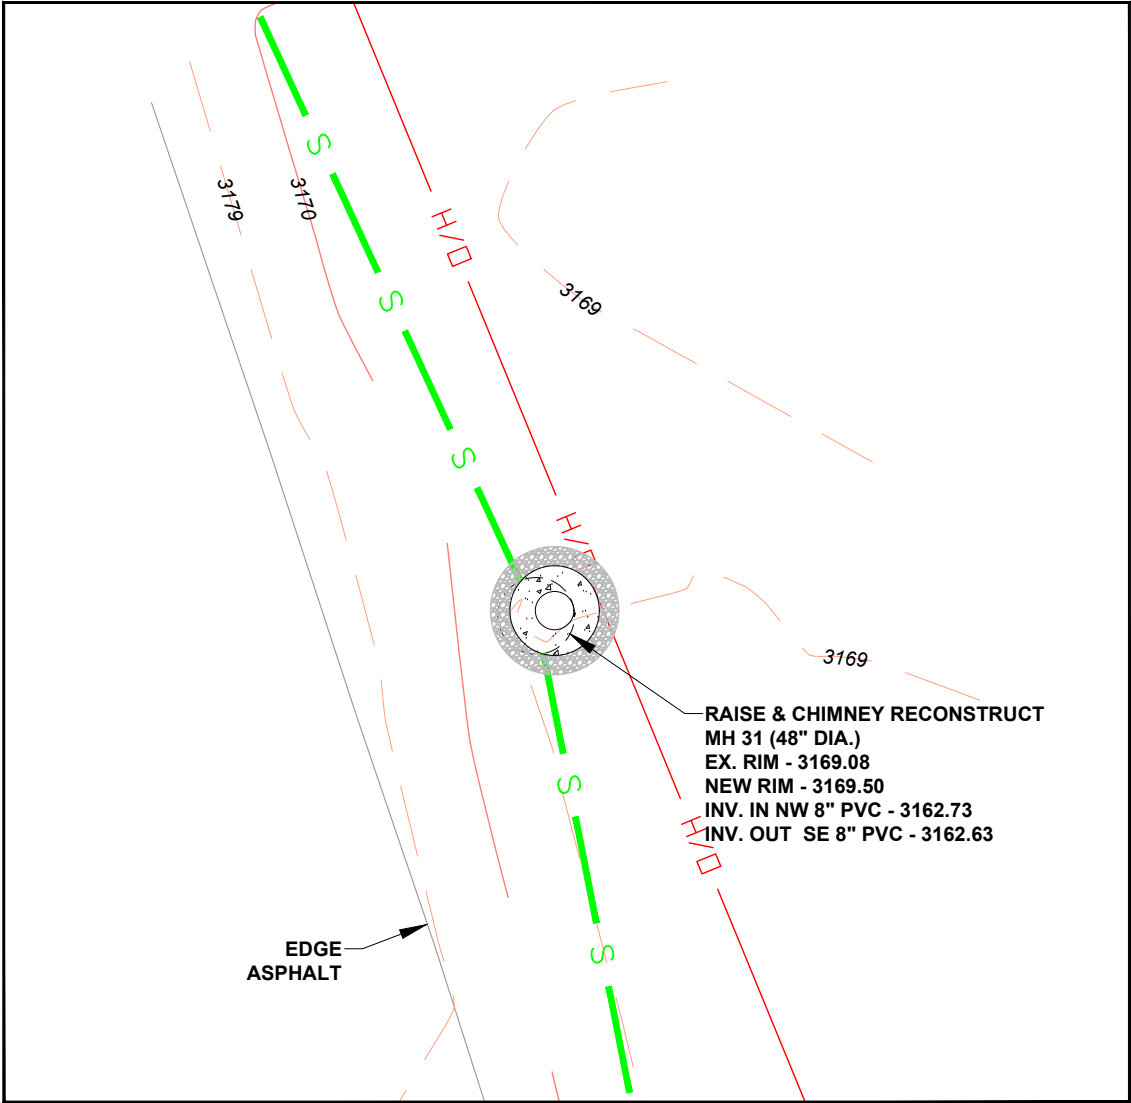 S
3179
3170
O/H
3169
S
S
O/H
3169
RAISE & CHIMNEY RECONSTRUCT
MH 31 (48" DIA.)
EX. RIM - 3169.08
NEW RIM - 3169.50
INV. IN NW 8" PVC - 3162.73
INV. OUT SE 8" PVC - 3162.63
S
O/H
EDGE
ASPHALT
S